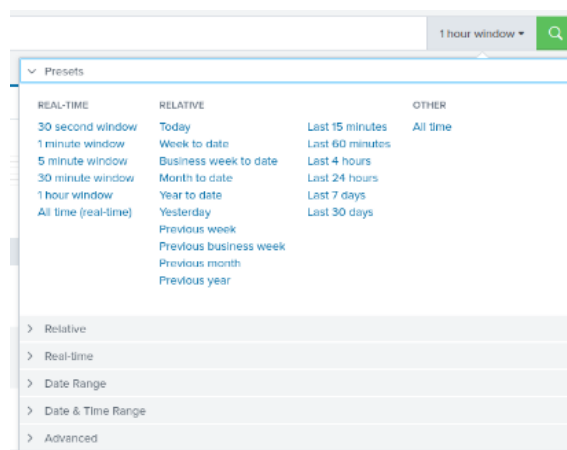 1 hour window
Presets
REAL-TIME RELATIVE OTHER
30 second window Today Last 15 minutes All time
1 minute window Week to date Last 60 minutes
5 minute window Business week to date Last 4 hours
30 minute window Month to date Last 24 hours
1 hour window Year to date Last 7 days
All time (real-time) Yesterday Last 30 days
Previous week
Previous business week
Previous month
Previous year
Relative
Real-time
Date Range
Date & Time Range
Advanced